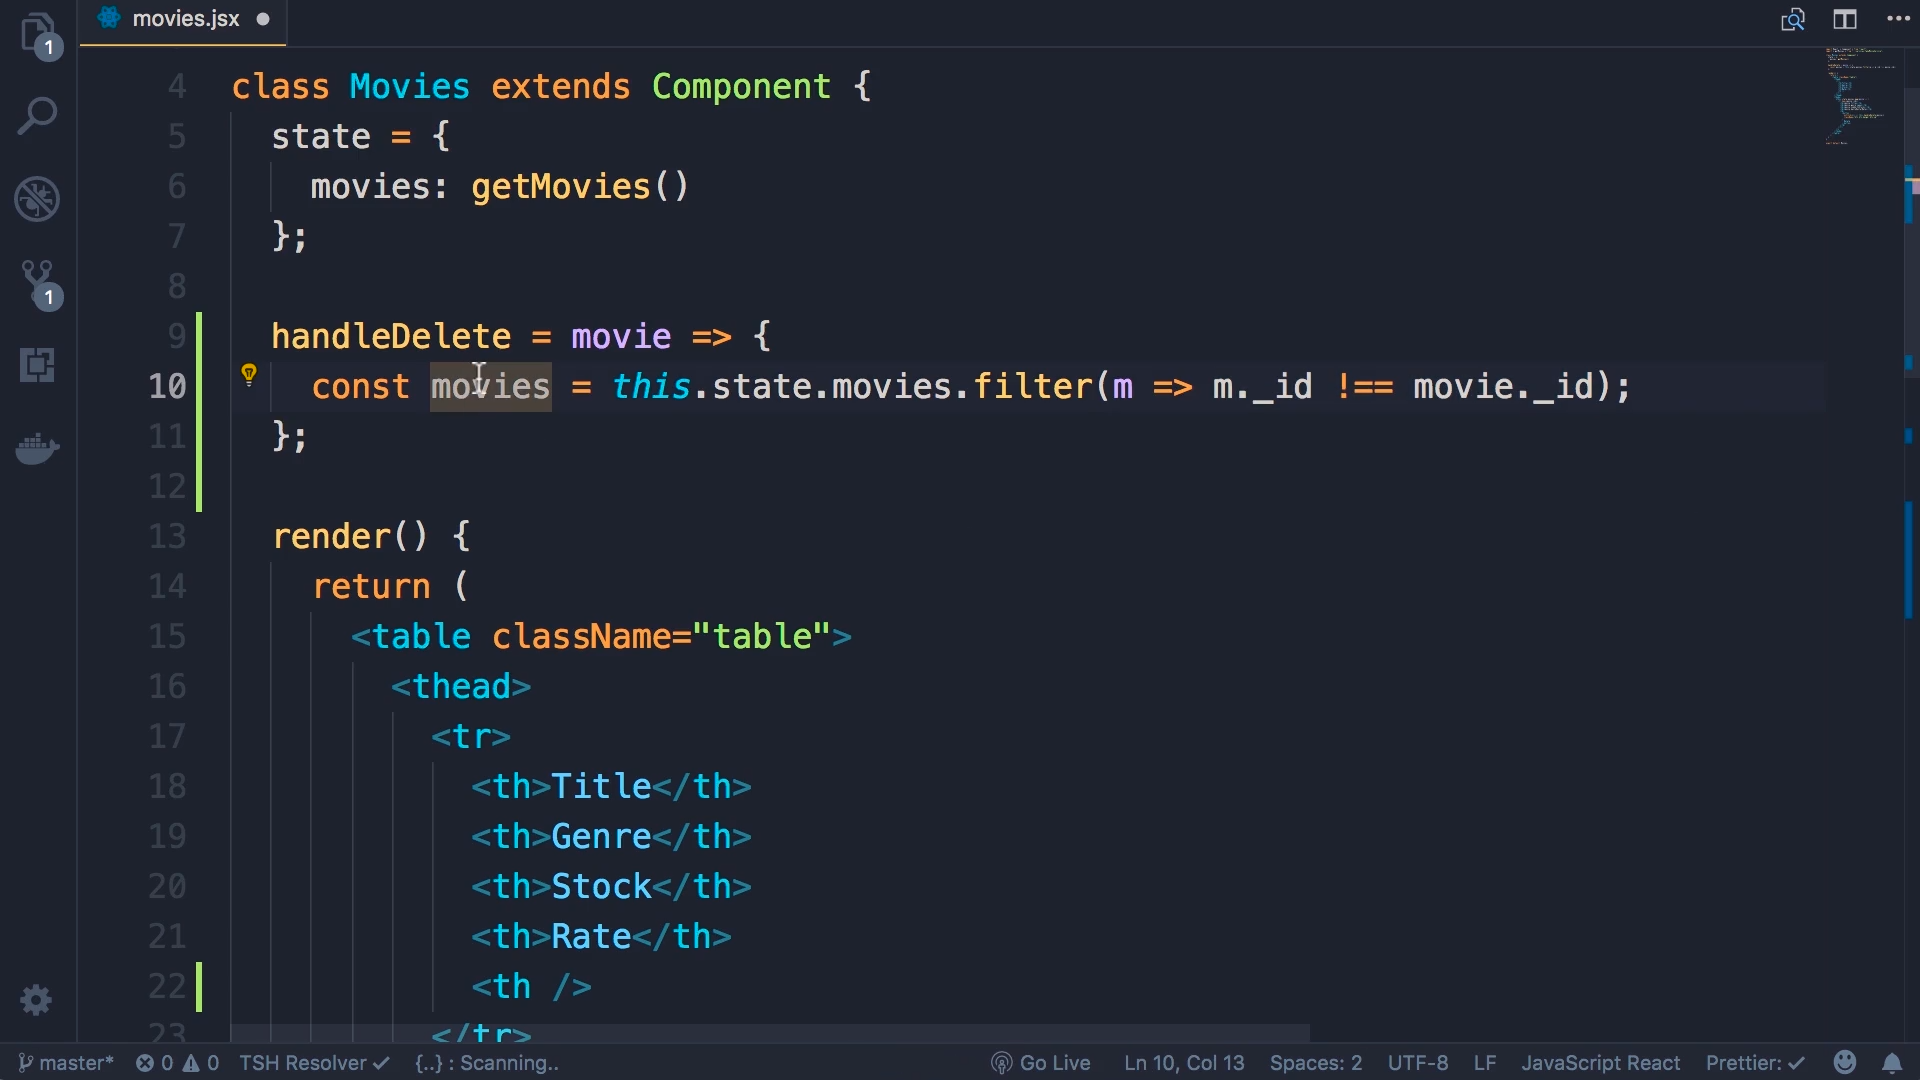 movies.jsx
1
1
4 class Movies extends Component {
5 state = {
6 movies: getMovies()
7 };
8
9 handleDelete = movie => {
10 const movies = this.state.movies.filter(m => m._id !== movie._id);
11 };
12
13 render() {
14 return (
15 <table className="table">
16 <thead>
17 <tr>
18 <th>Title</th>
19 <th>Genre</th>
20 <th>Stock</th>
21 <th>Rate</th>
22 <th />
23 </tr>
master* 0 0 TSH Resolver ✓ {..} : Scanning.. Go Live Ln 10, Col 13 Spaces: 2 UTF-8 LF JavaScript React Prettier: ✓